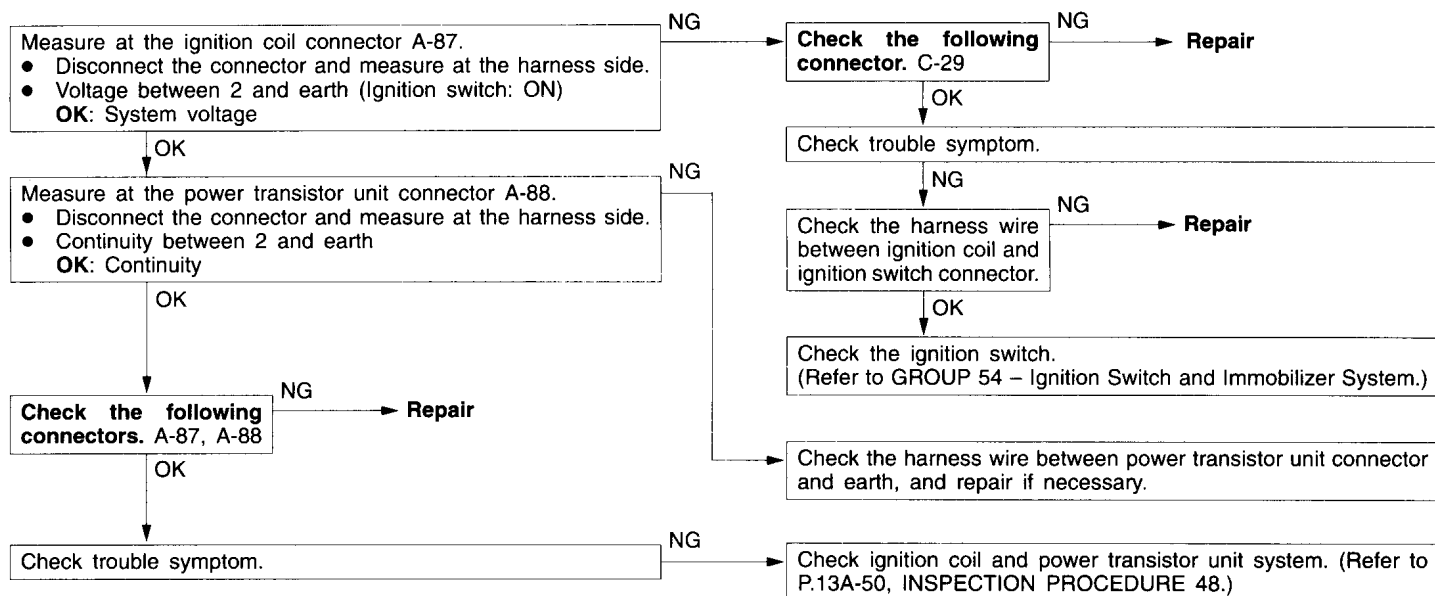 Measure at the ignition coil connector A-87.
● Disconnect the connector and measure at the harness side.
● Voltage between 2 and earth (Ignition switch: ON)
OK: System voltage
NG
Check the following
connector. C-29
NG
Repair
OK
Check trouble symptom.
NG
Check the harness wire
between ignition coil and
ignition switch connector.
NG
Repair
OK
Check the ignition switch.
(Refer to GROUP 54 – Ignition Switch and Immobilizer System.)
OK
Measure at the power transistor unit connector A-88.
● Disconnect the connector and measure at the harness side.
● Continuity between 2 and earth
OK: Continuity
NG
Check the harness wire between power transistor unit connector
and earth, and repair if necessary.
OK
Check the following
connectors. A-87, A-88
NG
Repair
OK
Check trouble symptom.
NG
Check ignition coil and power transistor unit system. (Refer to
P.13A-50, INSPECTION PROCEDURE 48.)